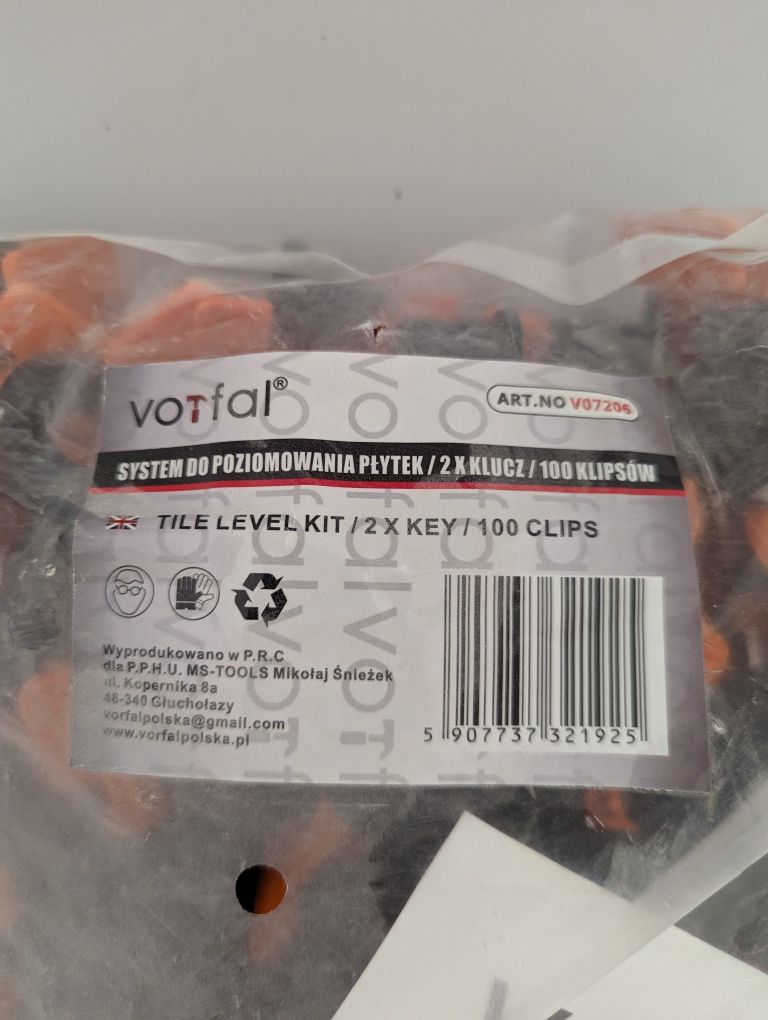 vorfal®
ART.NO V07206
SYSTEM DO POZIOMOWANIA PŁYTEK / 2 X KLUCZ / 100 KLIPSÓW
TILE LEVEL KIT / 2 X KEY / 100 CLIPS
Wyprodukowano w P.R.C
dla P.P.H.U. MS-TOOLS Mikołaj Śnieżek
ul. Kopernika 8a
48-340 Głuchołazy
vorfalpolska@gmail.com
www.vorfalpolska.pl
5 907737 321925